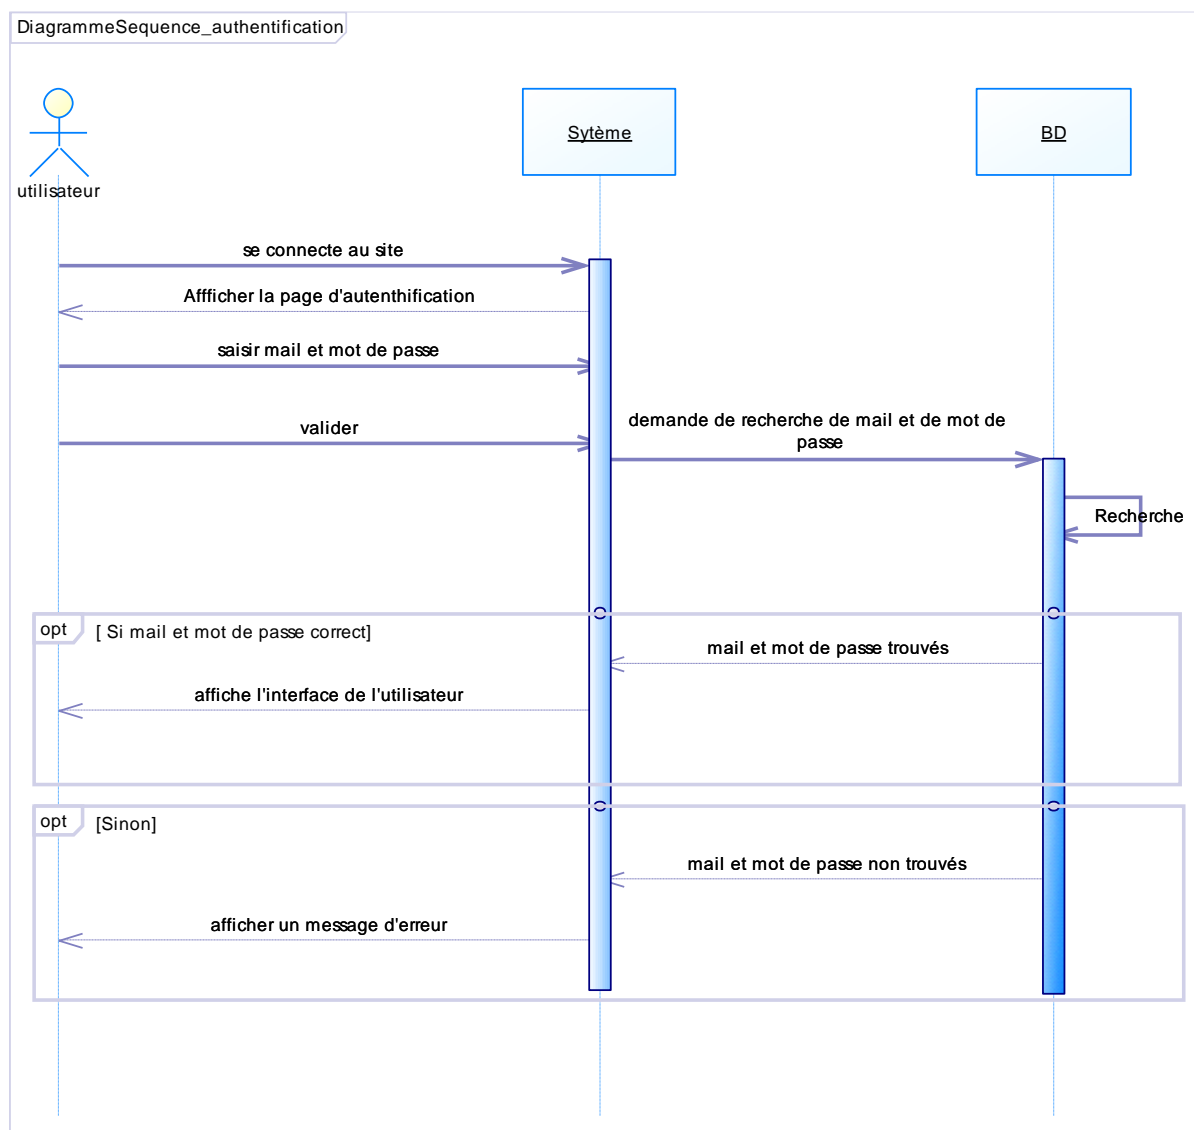 DiagrammeSequence_authentification
utilisateur
Sytème
BD
se connecte au site
Affficher la page d'autenthification
saisir mail et mot de passe
valider
demande de recherche de mail et de mot de
passe
Recherche
opt
[ Si mail et mot de passe correct]
mail et mot de passe trouvés
affiche l'interface de l'utilisateur
opt
[Sinon]
mail et mot de passe non trouvés
afficher un message d'erreur